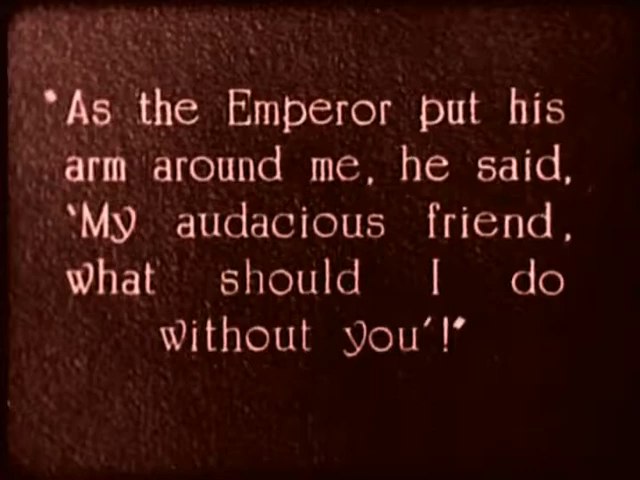 "As the Emperor put his
arm around me, he said,
'My audacious friend,
what should I do
without you'!"